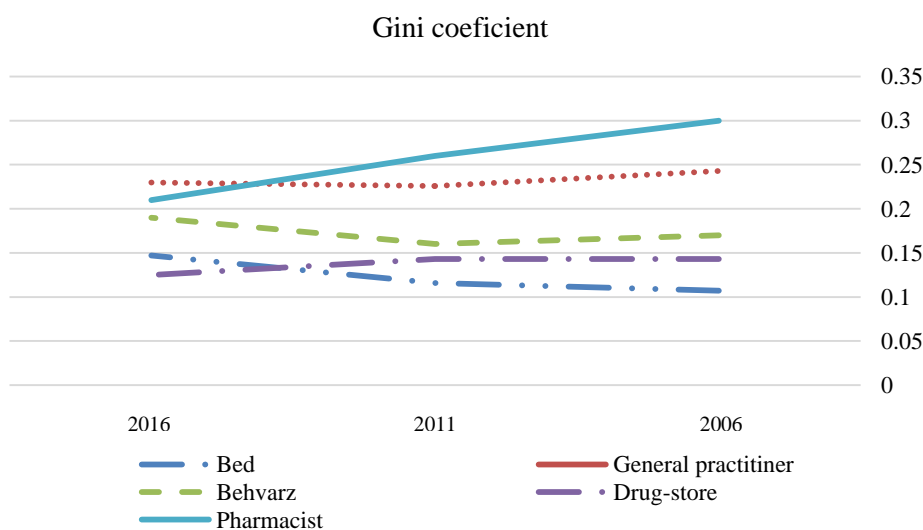 Gini coeficient
0.35
0.3
0.25
0.2
0.15
0.1
0.05
0
2016 2011 2006
Bed General practitiner
Behvarz Drug-store
Pharmacist